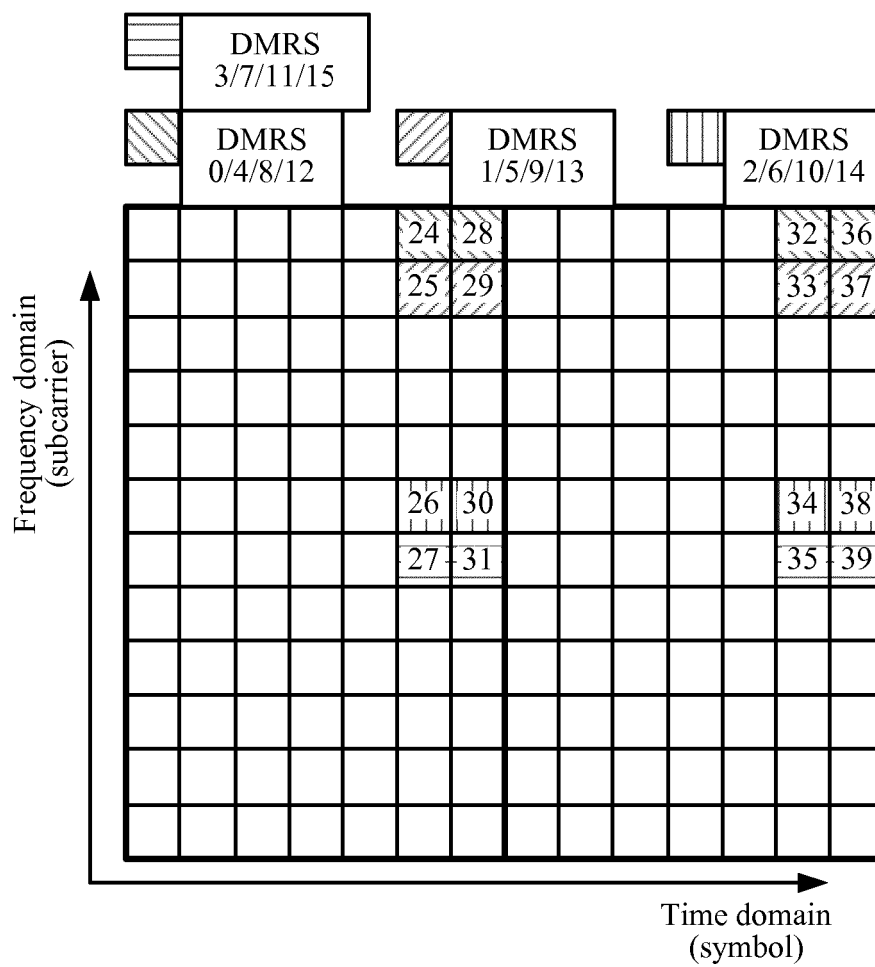 DMRS
3/7/11/15
DMRS
0/4/8/12
DMRS
1/5/9/13
DMRS
2/6/10/14
24 28 32 36
25 29 33 37
26 30 34 38
27 31 35 39
Frequency domain
(subcarrier)
Time domain
(symbol)